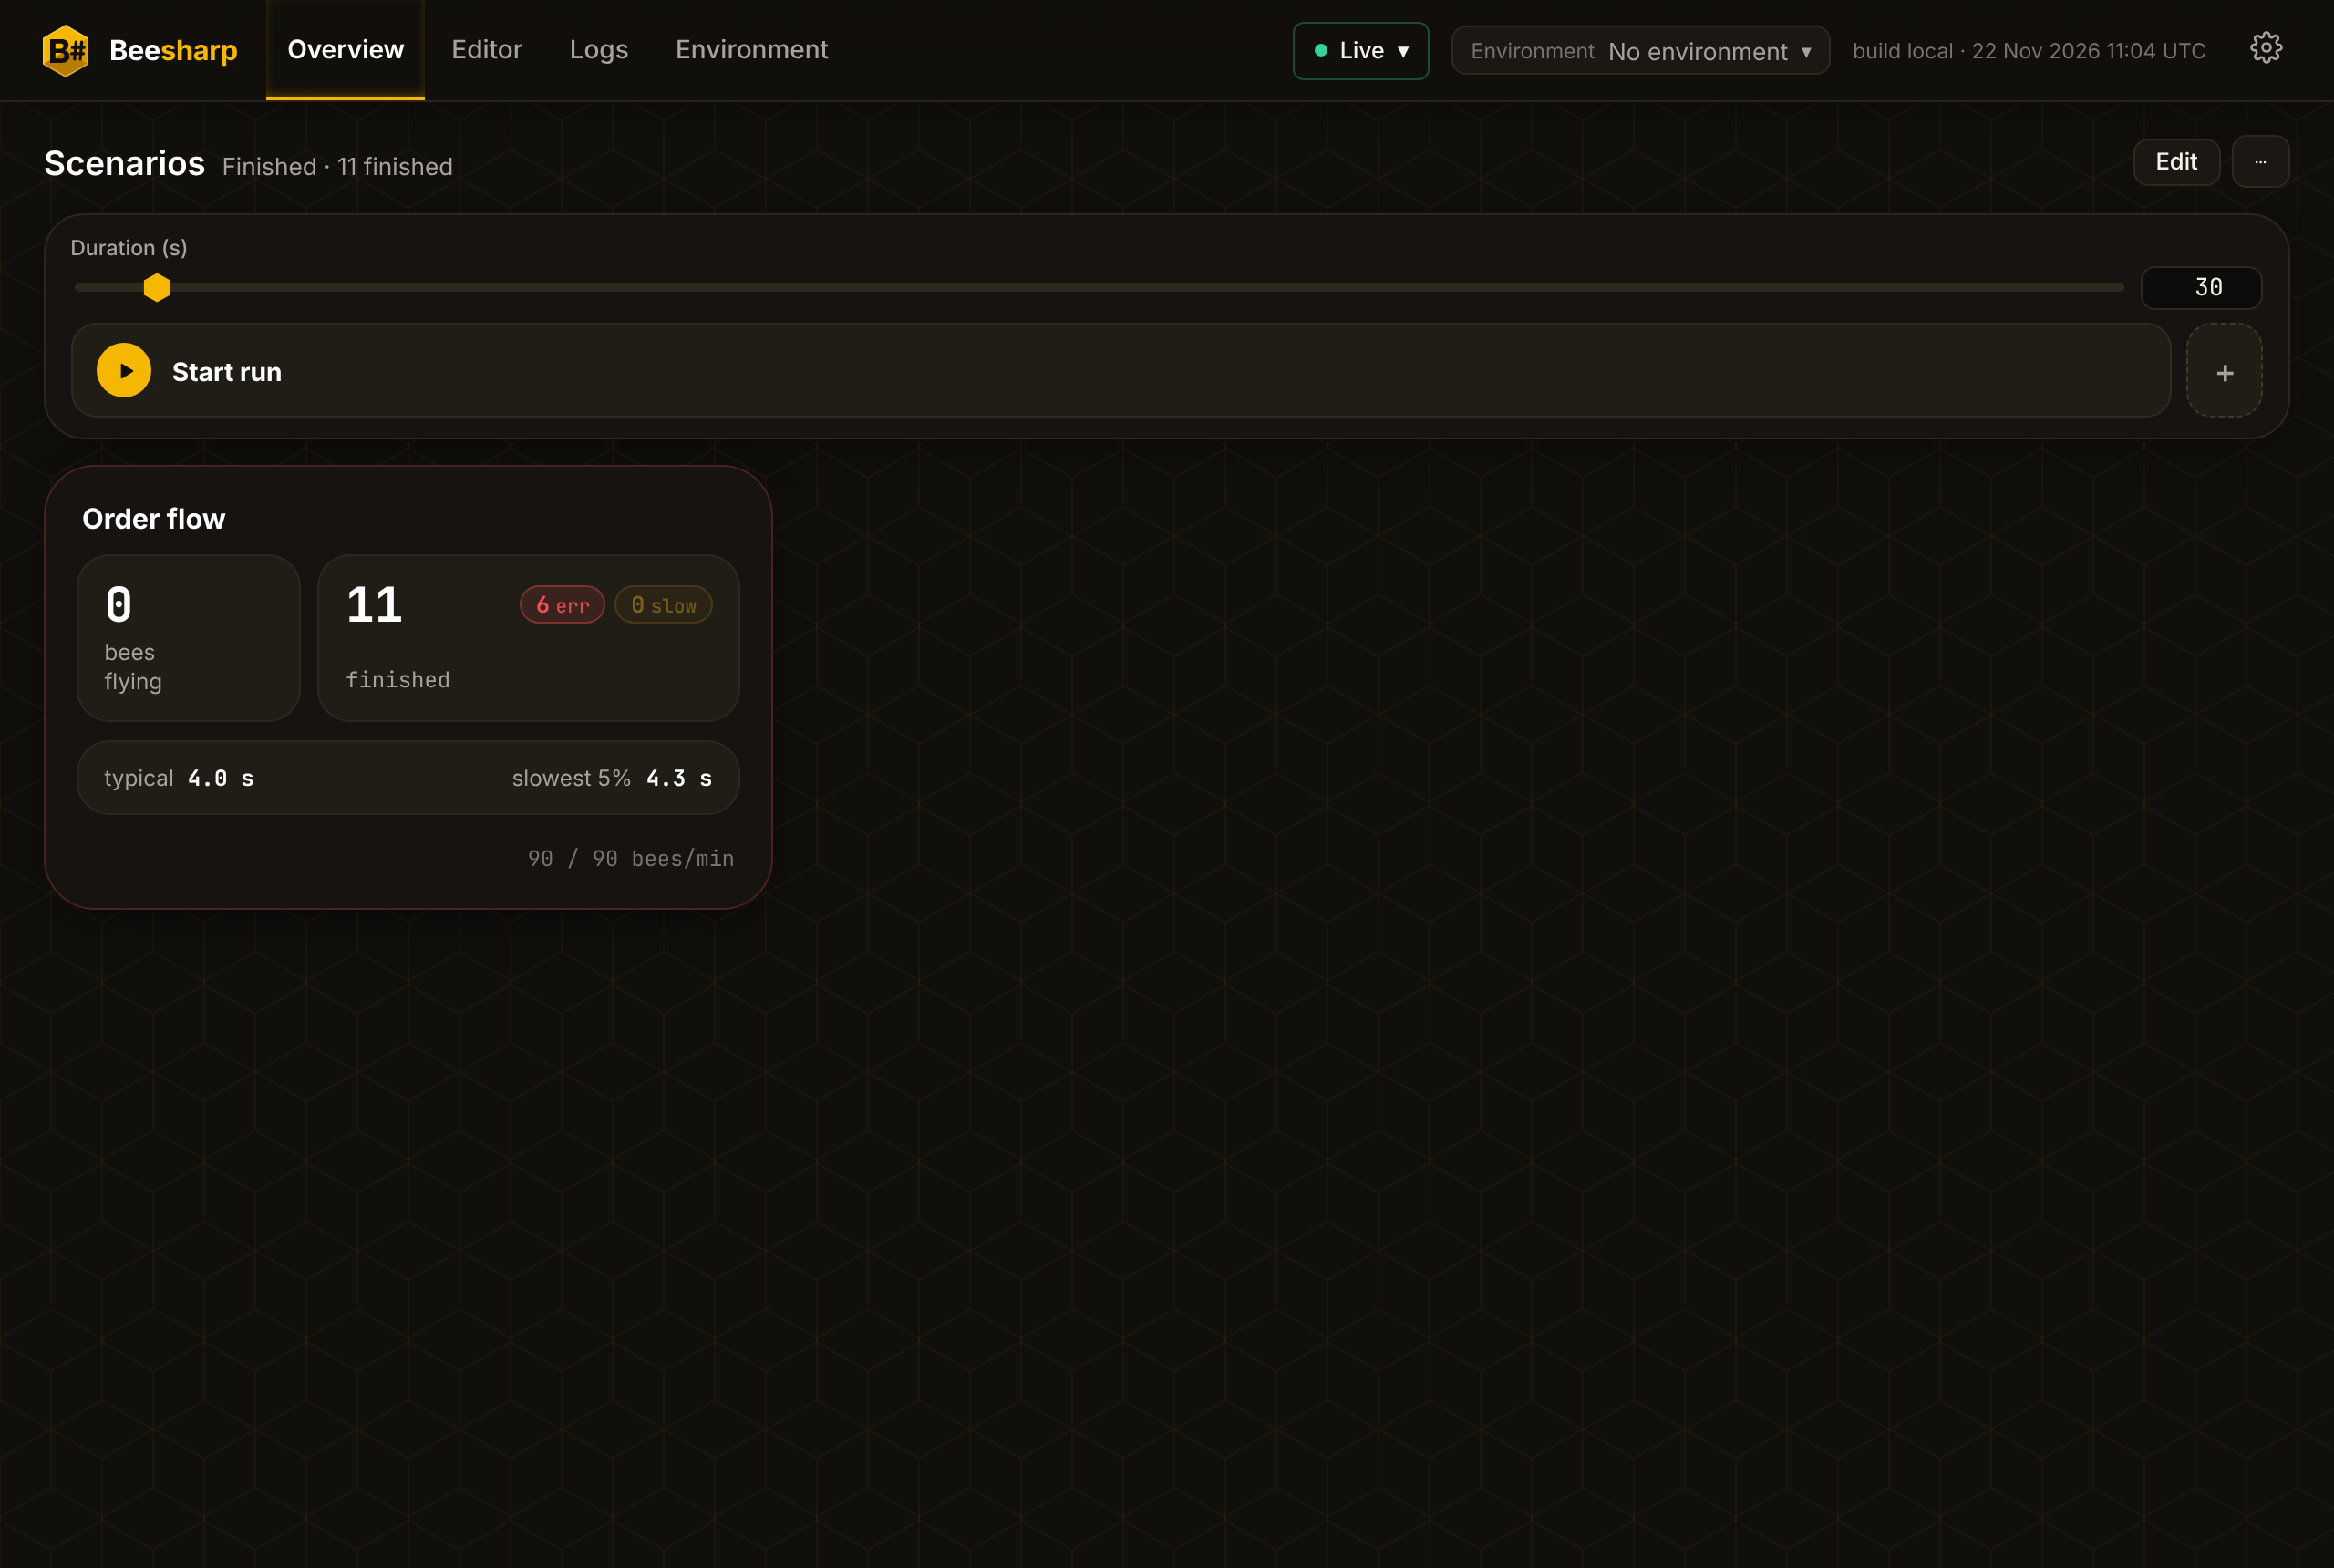 B# Beesharp Overview Editor Logs Environment Live ▾ Environment No environment ▾ build local · 22 Nov 2026 11:04 UTC
Scenarios Finished · 11 finished Edit ...
Duration (s)
30
Start run +
Order flow
0 11 6 err 0 slow
bees
flying
finished
typical 4.0 s slowest 5% 4.3 s
90 / 90 bees/min